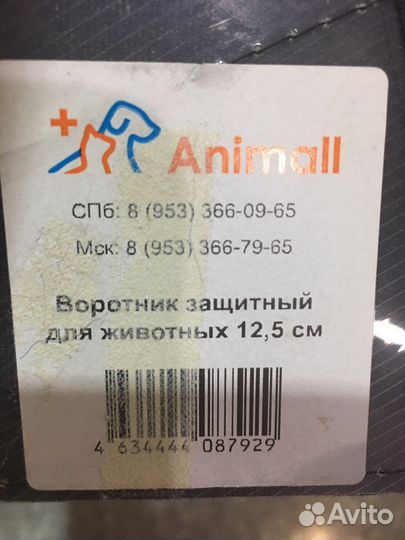 Animall
СПб: 8 (953) 366-09-65
Мск: 8 (953) 366-79-65
Воротник защитный
для животных 12,5 см
4 634444 087929
Avito